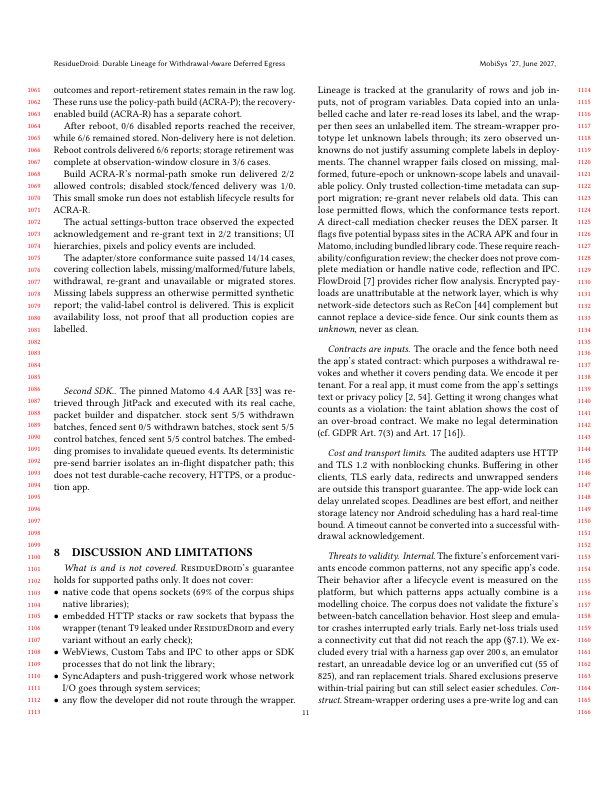 ResidueDroid: Durable Lineage for Withdrawal-Aware Deferred Egress
MobiSys '27, June 2027,
1061 outcomes and report-retirement states remain in the raw log.
1062 These runs use the policy-path build (ACRA-P); the recovery-
1063 enabled build (ACRA-R) has a separate cohort.
1064 After reboot, 0/6 disabled reports reached the receiver,
1065 while 6/6 remained stored. Non-delivery here is not deletion.
1066 Reboot controls delivered 6/6 reports; storage retirement was
1067 complete at observation-window closure in 3/6 cases.
1068 Build ACRA-R's normal-path smoke run delivered 2/2
1069 allowed controls; disabled stock/fenced delivery was 1/0.
1070 This small smoke run does not establish lifecycle results for
1071 ACRA-R.
1072 The actual settings-button trace observed the expected
1073 acknowledgement and re-grant text in 2/2 transitions; UI
1074 hierarchies, pixels and policy events are included.
1075 The adapter/store conformance suite passed 14/14 cases,
1076 covering collection labels, missing/malformed/future labels,
1077 withdrawal, re-grant and unavailable or migrated stores.
1078 Missing labels suppress an otherwise permitted synthetic
1079 report; the valid-label control is delivered. This is explicit
1080 availability loss, not proof that all production copies are
1081 labelled.
1082
1083
1084
1085
1086 Second SDK.. The pinned Matomo 4.4 AAR [33] was re-
1087 trieved through JitPack and executed with its real cache,
1088 packet builder and dispatcher. stock sent 5/5 withdrawn
1089 batches, fenced sent 0/5 withdrawn batches, stock sent 5/5
1090 control batches, fenced sent 5/5 control batches. The embed-
1091 ding promises to invalidate queued events. Its deterministic
1092 pre-send barrier isolates an in-flight dispatcher path; this
1093 does not test durable-cache recovery, HTTPS, or a produc-
1094 tion app.
1095
1096
1097
1098
1099
1100 8 DISCUSSION AND LIMITATIONS
1101 What is and is not covered. ResidueDroid's guarantee
1102 holds for supported paths only. It does not cover:
1103 • native code that opens sockets (69% of the corpus ships
1104 native libraries);
1105 • embedded HTTP stacks or raw sockets that bypass the
1106 wrapper (tenant T9 leaked under ResidueDroid and every
1107 variant without an early check);
1108 • WebViews, Custom Tabs and IPC to other apps or SDK
1109 processes that do not link the library;
1110 • SyncAdapters and push-triggered work whose network
1111 I/O goes through system services;
1112 • any flow the developer did not route through the wrapper.
1113
Lineage is tracked at the granularity of rows and job in- 1114
puts, not of program variables. Data copied into an unla- 1115
belled cache and later re-read loses its label, and the wrap- 1116
per then sees an unlabelled item. The stream-wrapper pro- 1117
totype let unknown labels through; its zero observed un- 1118
knowns do not justify assuming complete labels in deploy- 1119
ments. The channel wrapper fails closed on missing, mal- 1120
formed, future-epoch or unknown-scope labels and unavail- 1121
able policy. Only trusted collection-time metadata can sup- 1122
port migration; re-grant never relabels old data. This can 1123
lose permitted flows, which the conformance tests report. 1124
A direct-call mediation checker reuses the DEX parser. It 1125
flags five potential bypass sites in the ACRA APK and four in 1126
Matomo, including bundled library code. These require reach- 1127
ability/configuration review; the checker does not prove com- 1128
plete mediation or handle native code, reflection and IPC. 1129
FlowDroid [7] provides richer flow analysis. Encrypted pay- 1130
loads are unattributable at the network layer, which is why 1131
network-side detectors such as ReCon [44] complement but 1132
cannot replace a device-side fence. Our sink counts them as 1133
unknown, never as clean. 1134
1135
Contracts are inputs. The oracle and the fence both need 1136
the app's stated contract: which purposes a withdrawal re- 1137
vokes and whether it covers pending data. We encode it per 1138
tenant. For a real app, it must come from the app's settings 1139
text or privacy policy [2, 54]. Getting it wrong changes what 1140
counts as a violation: the taint ablation shows the cost of 1141
an over-broad contract. We make no legal determination 1142
(cf. GDPR Art. 7(3) and Art. 17 [16]). 1143
1144
Cost and transport limits. The audited adapters use HTTP 1145
and TLS 1.2 with nonblocking chunks. Buffering in other 1146
clients, TLS early data, redirects and unwrapped senders 1147
are outside this transport guarantee. The app-wide lock can 1148
delay unrelated scopes. Deadlines are best effort, and neither 1149
storage latency nor Android scheduling has a hard real-time 1150
bound. A timeout cannot be converted into a successful with- 1151
drawal acknowledgement. 1152
1153
Threats to validity. Internal. The fixture's enforcement vari- 1154
ants encode common patterns, not any specific app's code. 1155
Their behavior after a lifecycle event is measured on the 1156
platform, but which patterns apps actually combine is a 1157
modelling choice. The corpus does not validate the fixture's 1158
between-batch cancellation behavior. Host sleep and emula- 1159
tor crashes interrupted early trials. Early net-loss trials used 1160
a connectivity cut that did not reach the app (§7.1). We ex- 1161
cluded every trial with a harness gap over 200 s, an emulator 1162
restart, an unreadable device log or an unverified cut (55 of 1163
825), and ran replacement trials. Shared exclusions preserve 1164
within-trial pairing but can still select easier schedules. Con- 1165
struct. Stream-wrapper ordering uses a pre-write log and can 1166
11